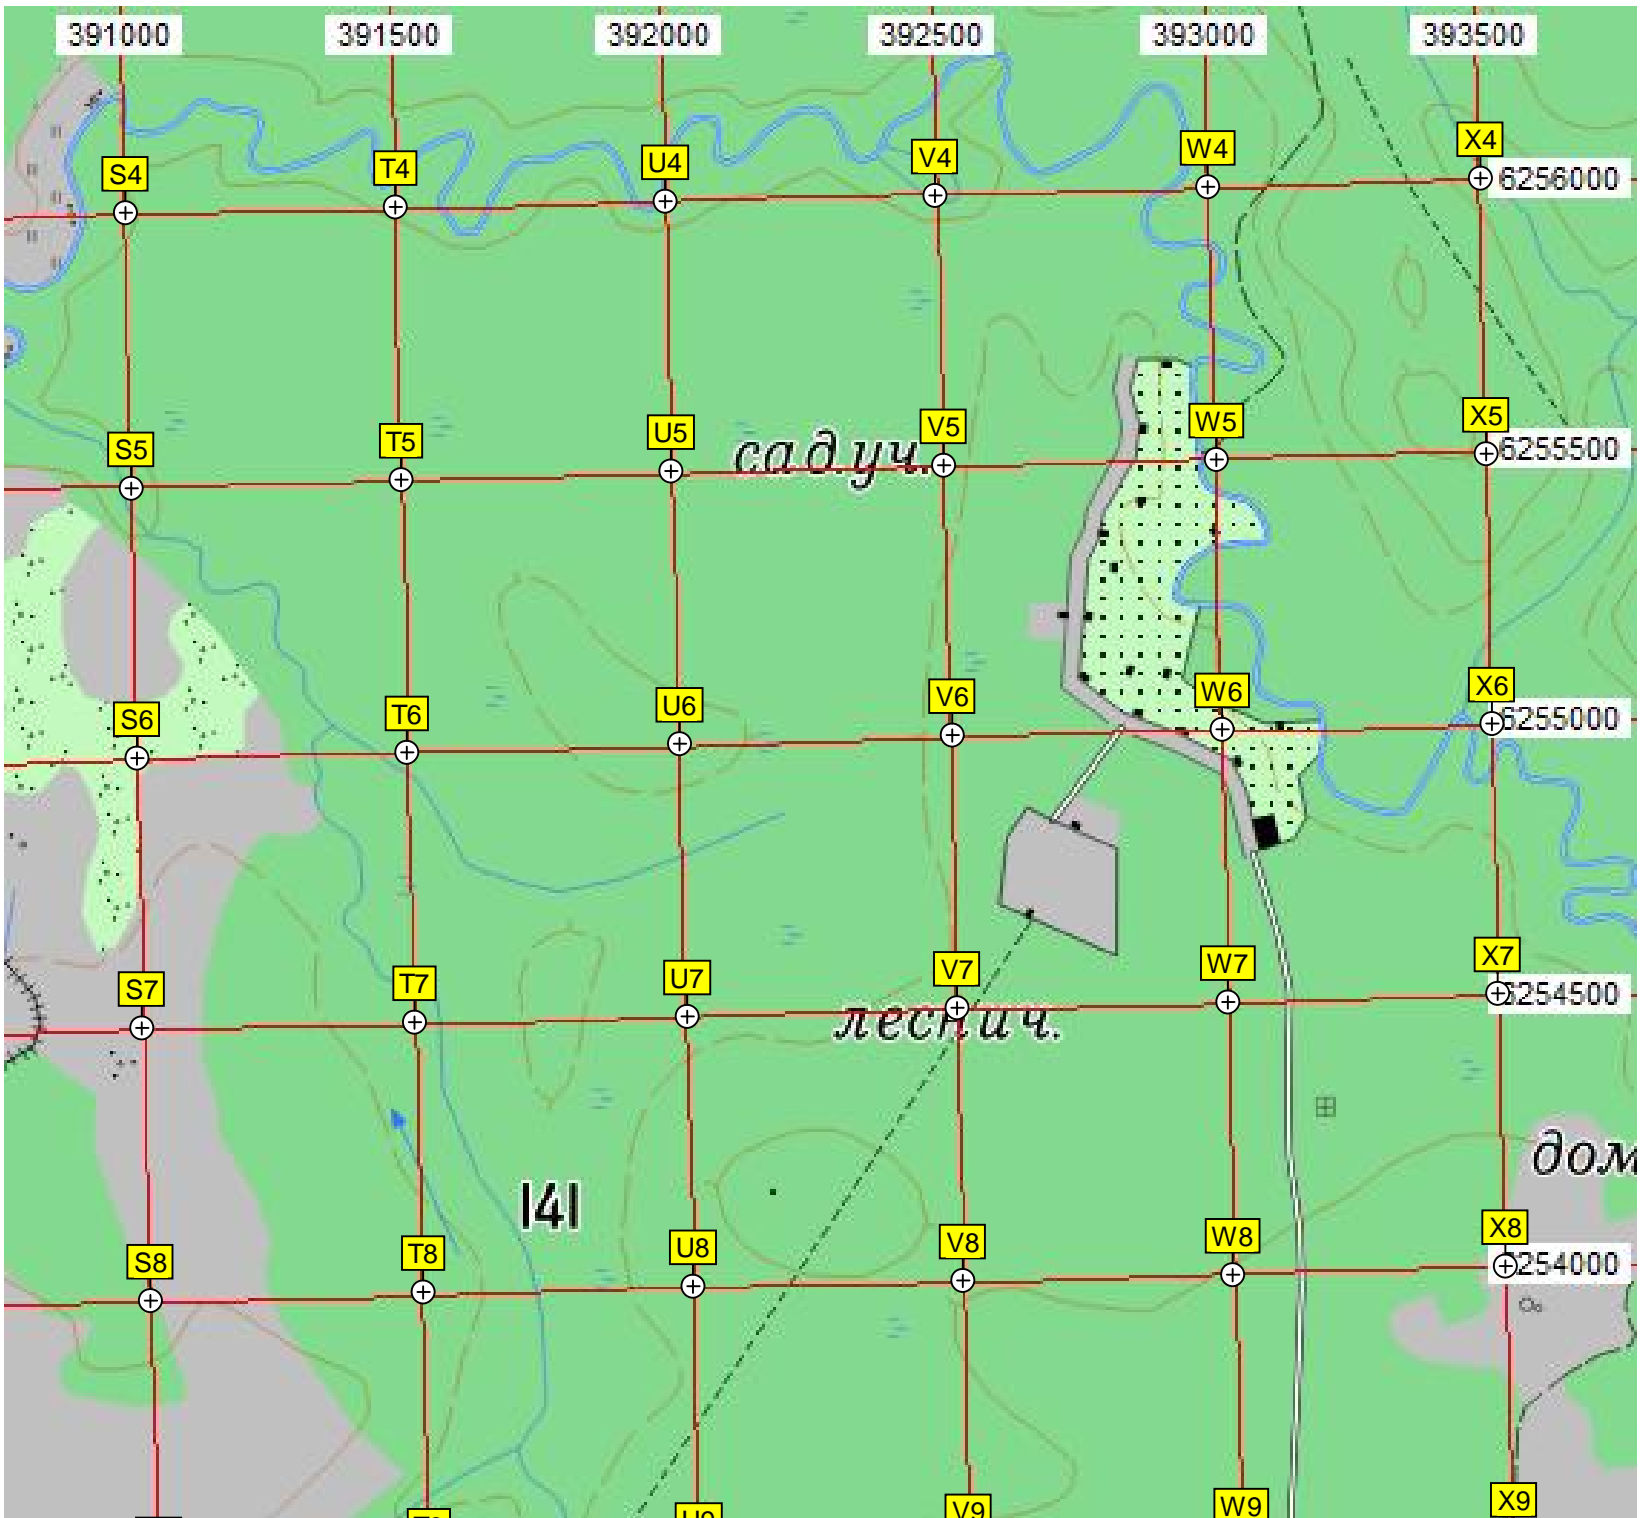 391000 391500 392000 392500 393000 393500
S4 T4 U4 V4 W4 X4
6256000
S5 T5 U5 V5 W5 X5
сад.уч.
6255500
S6 T6 U6 V6 W6 X6
6255000
S7 T7 U7 V7 W7 X7
6254500
леснич.
дом
141
S8 T8 U8 V8 W8 X8
6254000
U9 V9 W9 X9